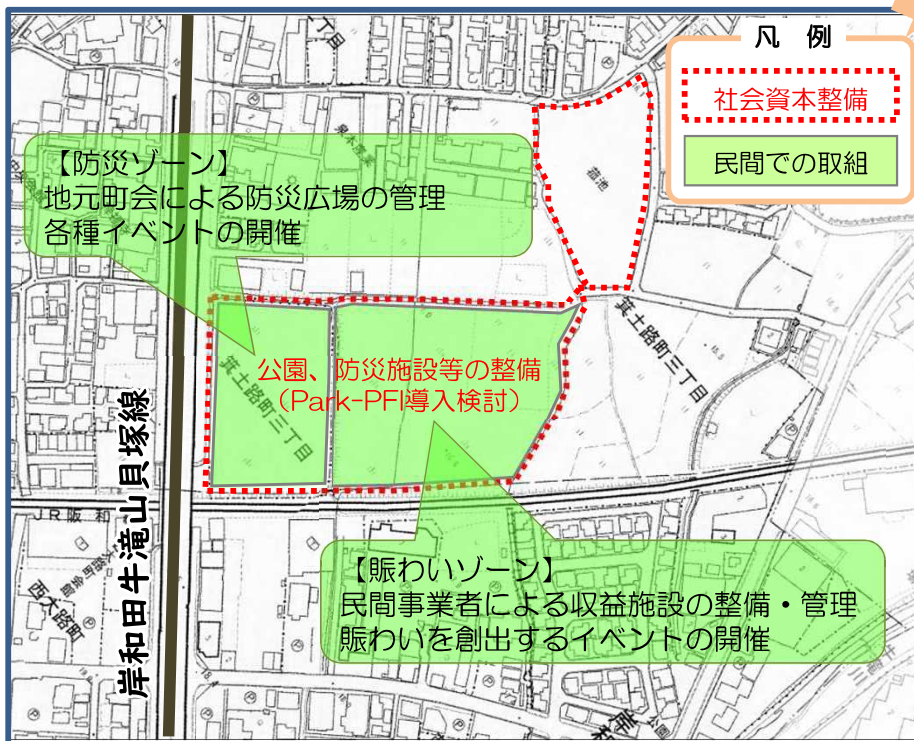 凡 例
社会資本整備
民間での取組
【防災ゾーン】
地元町会による防災広場の管理
各種イベントの開催
公園、防災施設等の整備
(Park-PFI導入検討)
箕土路町三丁目
箕土路町三丁目
岸和田牛滝山貝塚線
JR阪和
西大路町
【賑わいゾーン】
民間事業者による収益施設の整備・管理
賑わいを創出するイベントの開催